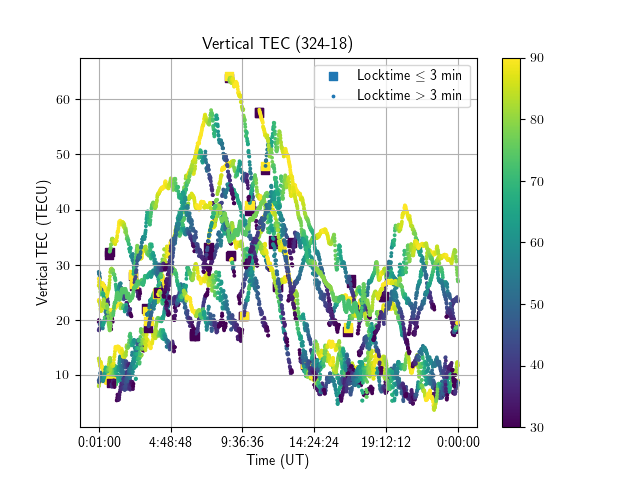 Vertical TEC (324-18)
Locktime ≤ 3 min
Locktime > 3 min
Vertical TEC (TECU)
60
50
40
30
20
10
0:01:00 4:48:48 9:36:36 14:24:24 19:12:12 0:00:00
Time (UT)
90
80
70
60
50
40
30